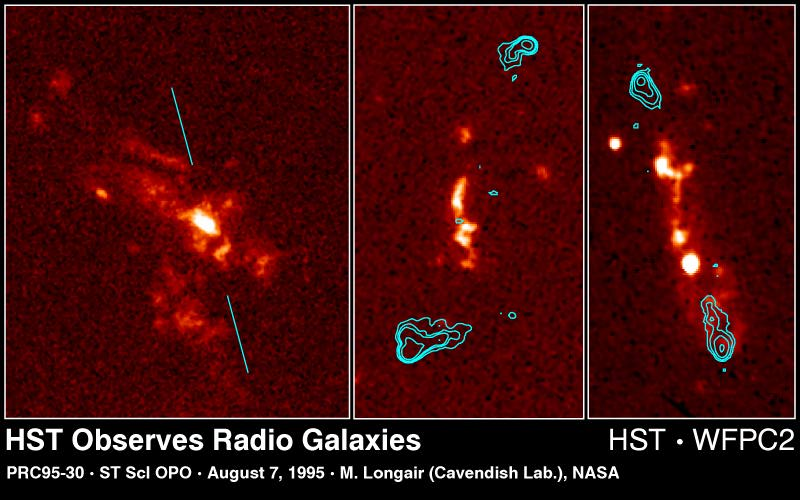 HST Observes Radio Galaxies HST · WFPC2
PRC95-30 · ST ScI OPO · August 7, 1995 · M. Longair (Cavendish Lab.), NASA